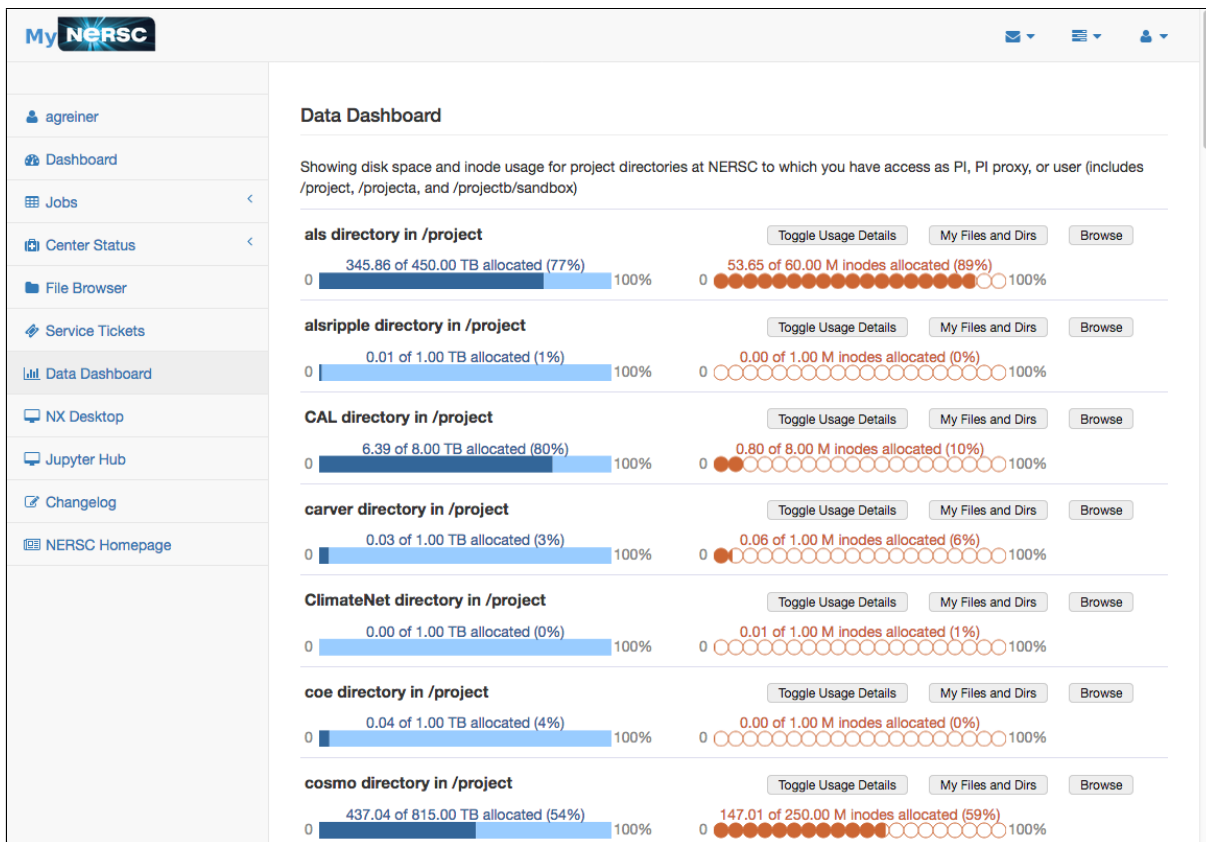 My NERSC
agreiner
Dashboard
Jobs
Center Status
File Browser
Service Tickets
Data Dashboard
NX Desktop
Jupyter Hub
Changelog
NERSC Homepage
Data Dashboard
Showing disk space and inode usage for project directories at NERSC to which you have access as PI, PI proxy, or user (includes
/project, /projecta, and /projectb/sandbox)
als directory in /project Toggle Usage Details My Files and Dirs Browse
345.86 of 450.00 TB allocated (77%) 53.65 of 60.00 M inodes allocated (89%)
0 100% 0 100%
alsripple directory in /project Toggle Usage Details My Files and Dirs Browse
0.01 of 1.00 TB allocated (1%) 0.00 of 1.00 M inodes allocated (0%)
0 100% 0 100%
CAL directory in /project Toggle Usage Details My Files and Dirs Browse
6.39 of 8.00 TB allocated (80%) 0.80 of 8.00 M inodes allocated (10%)
0 100% 0 100%
carver directory in /project Toggle Usage Details My Files and Dirs Browse
0.03 of 1.00 TB allocated (3%) 0.06 of 1.00 M inodes allocated (6%)
0 100% 0 100%
ClimateNet directory in /project Toggle Usage Details My Files and Dirs Browse
0.00 of 1.00 TB allocated (0%) 0.01 of 1.00 M inodes allocated (1%)
0 100% 0 100%
coe directory in /project Toggle Usage Details My Files and Dirs Browse
0.04 of 1.00 TB allocated (4%) 0.00 of 1.00 M inodes allocated (0%)
0 100% 0 100%
cosmo directory in /project Toggle Usage Details My Files and Dirs Browse
437.04 of 815.00 TB allocated (54%) 147.01 of 250.00 M inodes allocated (59%)
0 100% 0 100%